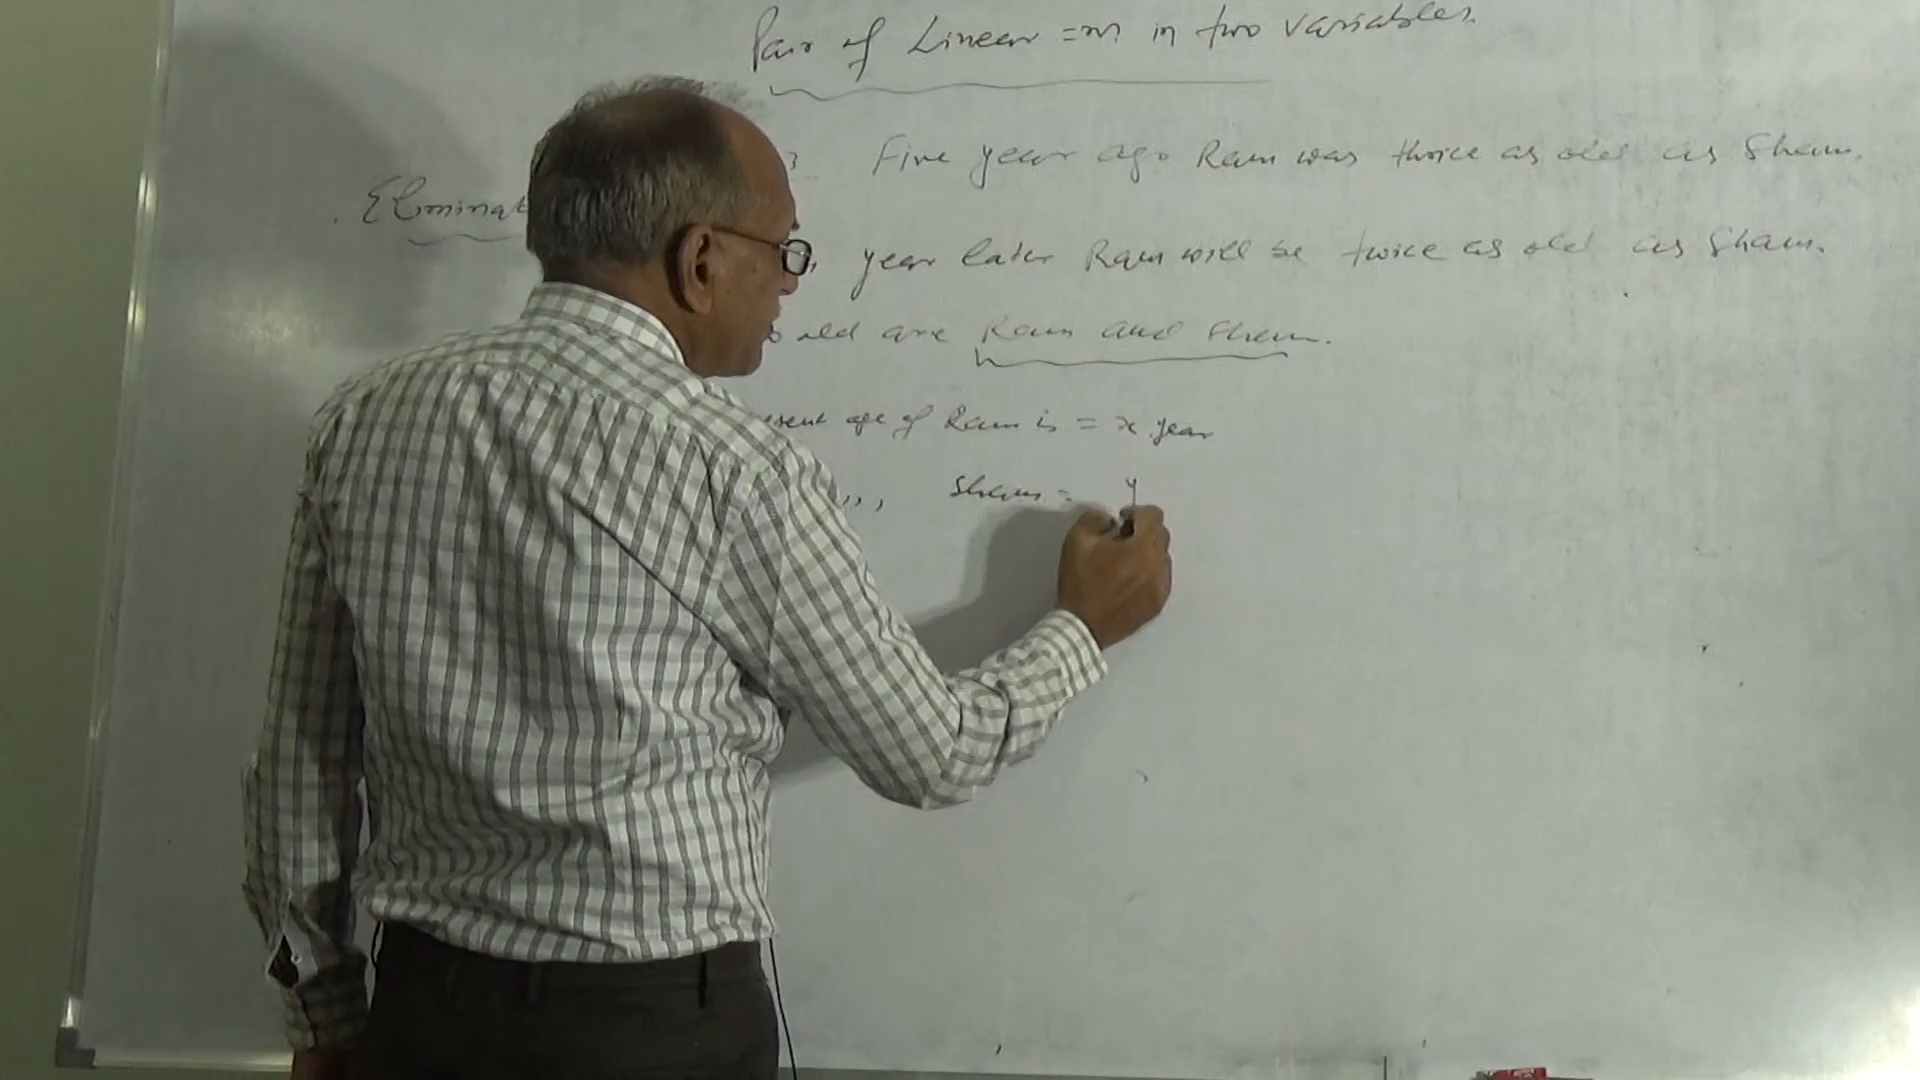 Pair of Linear =n. in two variables.
Five year ago Ram was thrice as old as Sham.
Eliminat
year later Ram will be twice as old as Sham.
old are Ram and Sham.
sent age of Ram is = x year
,, , Sham = y